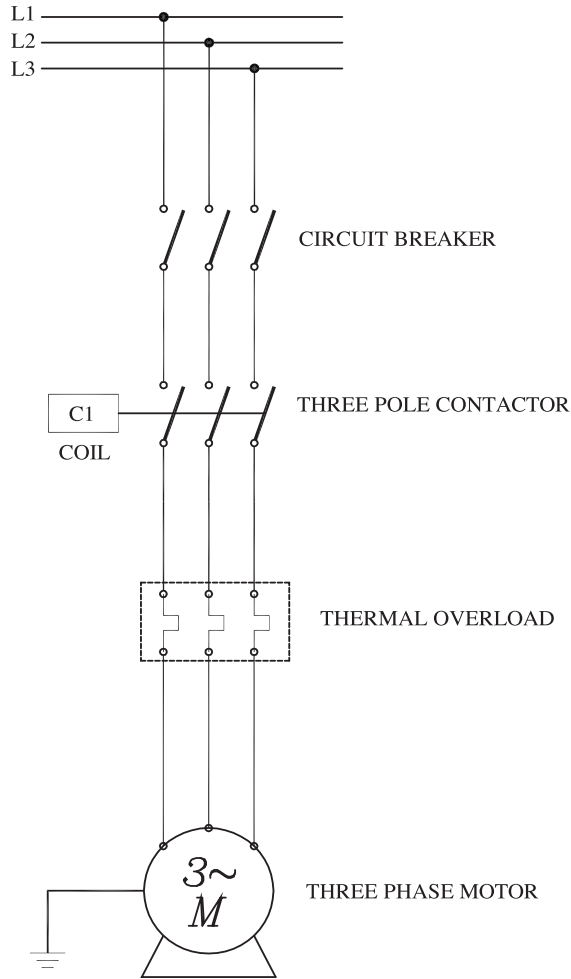 L1
L2
L3
CIRCUIT BREAKER
C1
THREE POLE CONTACTOR
COIL
THERMAL OVERLOAD
3~
M
THREE PHASE MOTOR